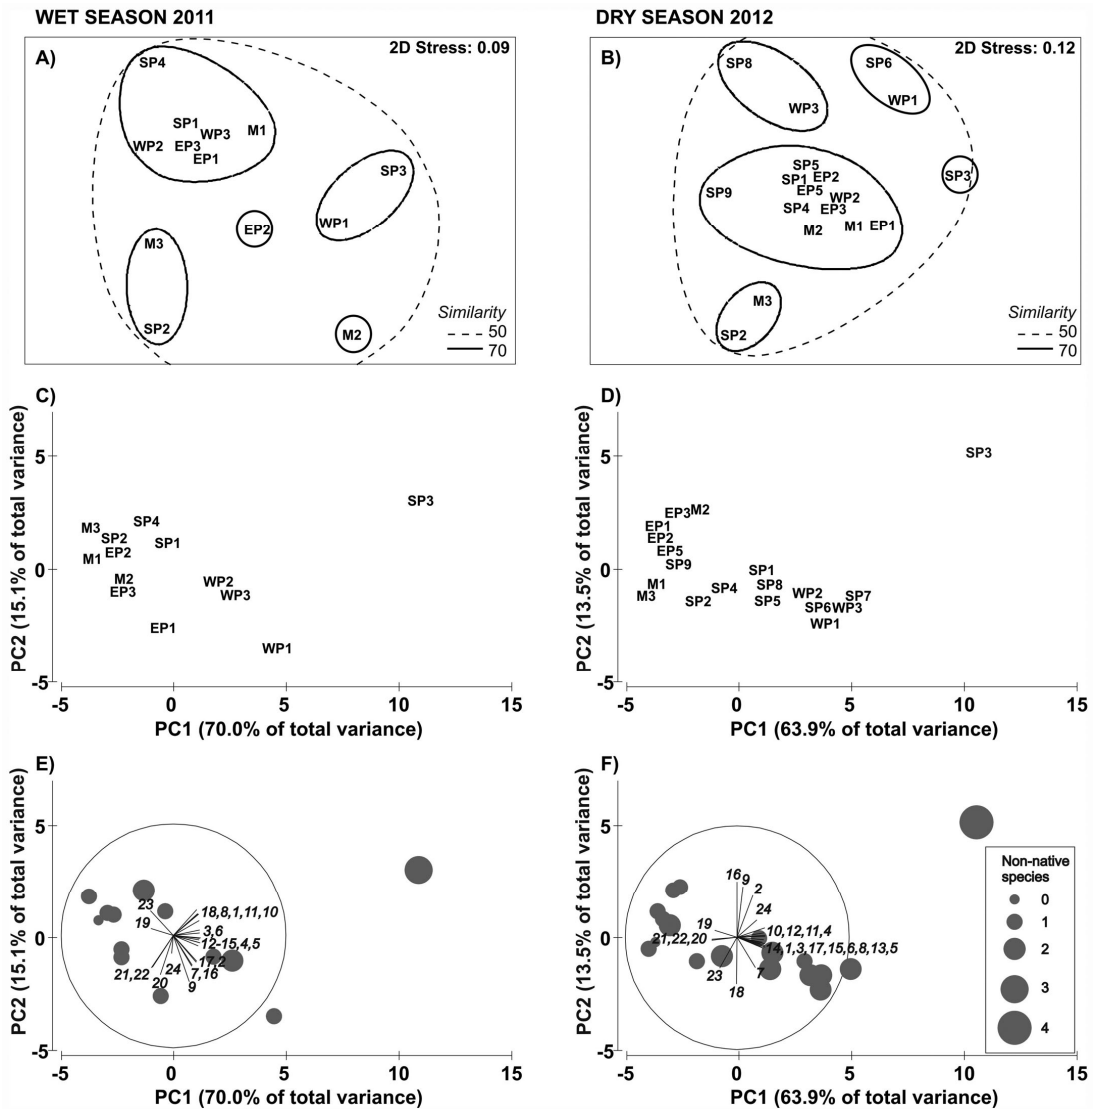 WET SEASON 2011
DRY SEASON 2012
A)
2D Stress: 0.09
SP4
SP1
WP3
M1
WP2
EP3
EP1
SP3
WP1
EP2
M3
SP2
M2
Similarity
50
70
B)
2D Stress: 0.12
SP8
SP6
WP3
WP1
SP5
SP1
EP2
SP3
SP9
EP5
WP2
SP4
EP3
M2
M1
EP1
M3
SP2
Similarity
50
70
C)
PC2 (15.1% of total variance)
5
0
-5
SP3
M3
SP4
SP2
SP1
EP2
M1
M2
EP3
WP2
WP3
EP1
WP1
-5
0
5
10
15
PC1 (70.0% of total variance)
D)
PC2 (13.5% of total variance)
5
0
-5
SP3
EP3
M2
EP1
EP2
EP5
SP9
M1
M3
SP2
SP4
SP1
SP8
SP5
WP2
SP7
SP6
WP3
WP1
-5
0
5
10
15
PC1 (63.9% of total variance)
E)
PC2 (15.1% of total variance)
5
0
-5
23
18,8,1,11,10
19
3,6
12-15,4,5
17,2
21,22
24
7,16
20
9
-5
0
5
10
15
PC1 (70.0% of total variance)
F)
PC2 (13.5% of total variance)
5
0
-5
16
9
2
24
19
10,12,11,4
21,22,20
14,1,3,17,15,6,8,13,5
23
7
18
Non-native
species
0
1
2
3
4
-5
0
5
10
15
PC1 (63.9% of total variance)